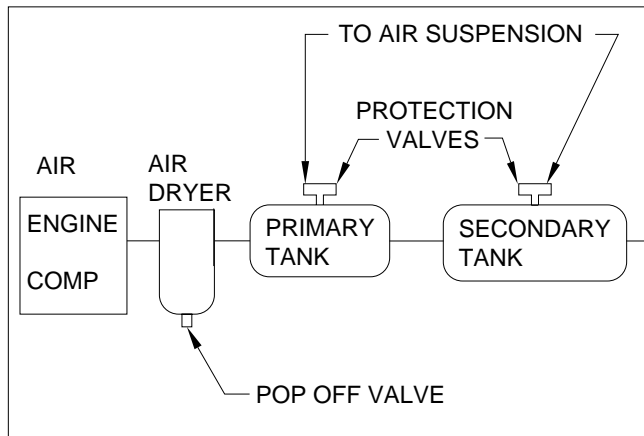 TO AIR SUSPENSION
PROTECTION
VALVES
AIR
AIR
DRYER
ENGINE
COMP
PRIMARY
TANK
SECONDARY
TANK
POP OFF VALVE